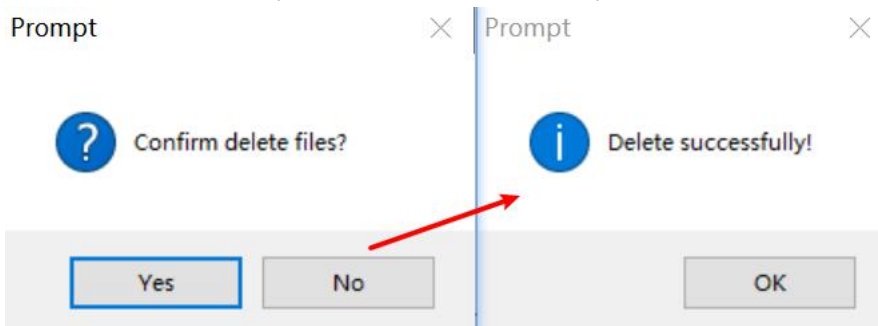 Prompt
Confirm delete files?
Yes
No
Prompt
Delete successfully!
OK